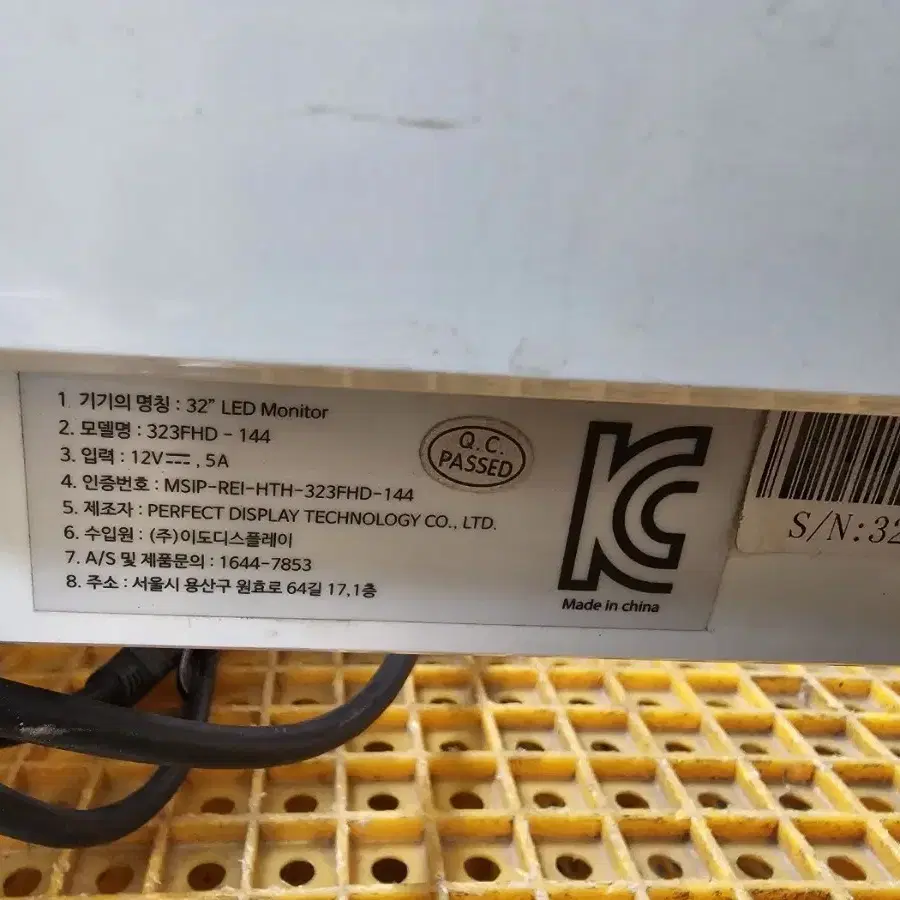 1. 기기의 명칭 : 32" LED Monitor
2. 모델명 : 323FHD - 144
3. 입력 : 12V⎓, 5A
4. 인증번호 : MSIP-REI-HTH-323FHD-144
5. 제조자 : PERFECT DISPLAY TECHNOLOGY CO., LTD.
6. 수입원 : (주)이도디스플레이
7. A/S 및 제품문의 : 1644-7853
8. 주소 : 서울시 용산구 원효로 64길 17,1층
Q.C.
PASSED
KC
Made in china
S/N:32